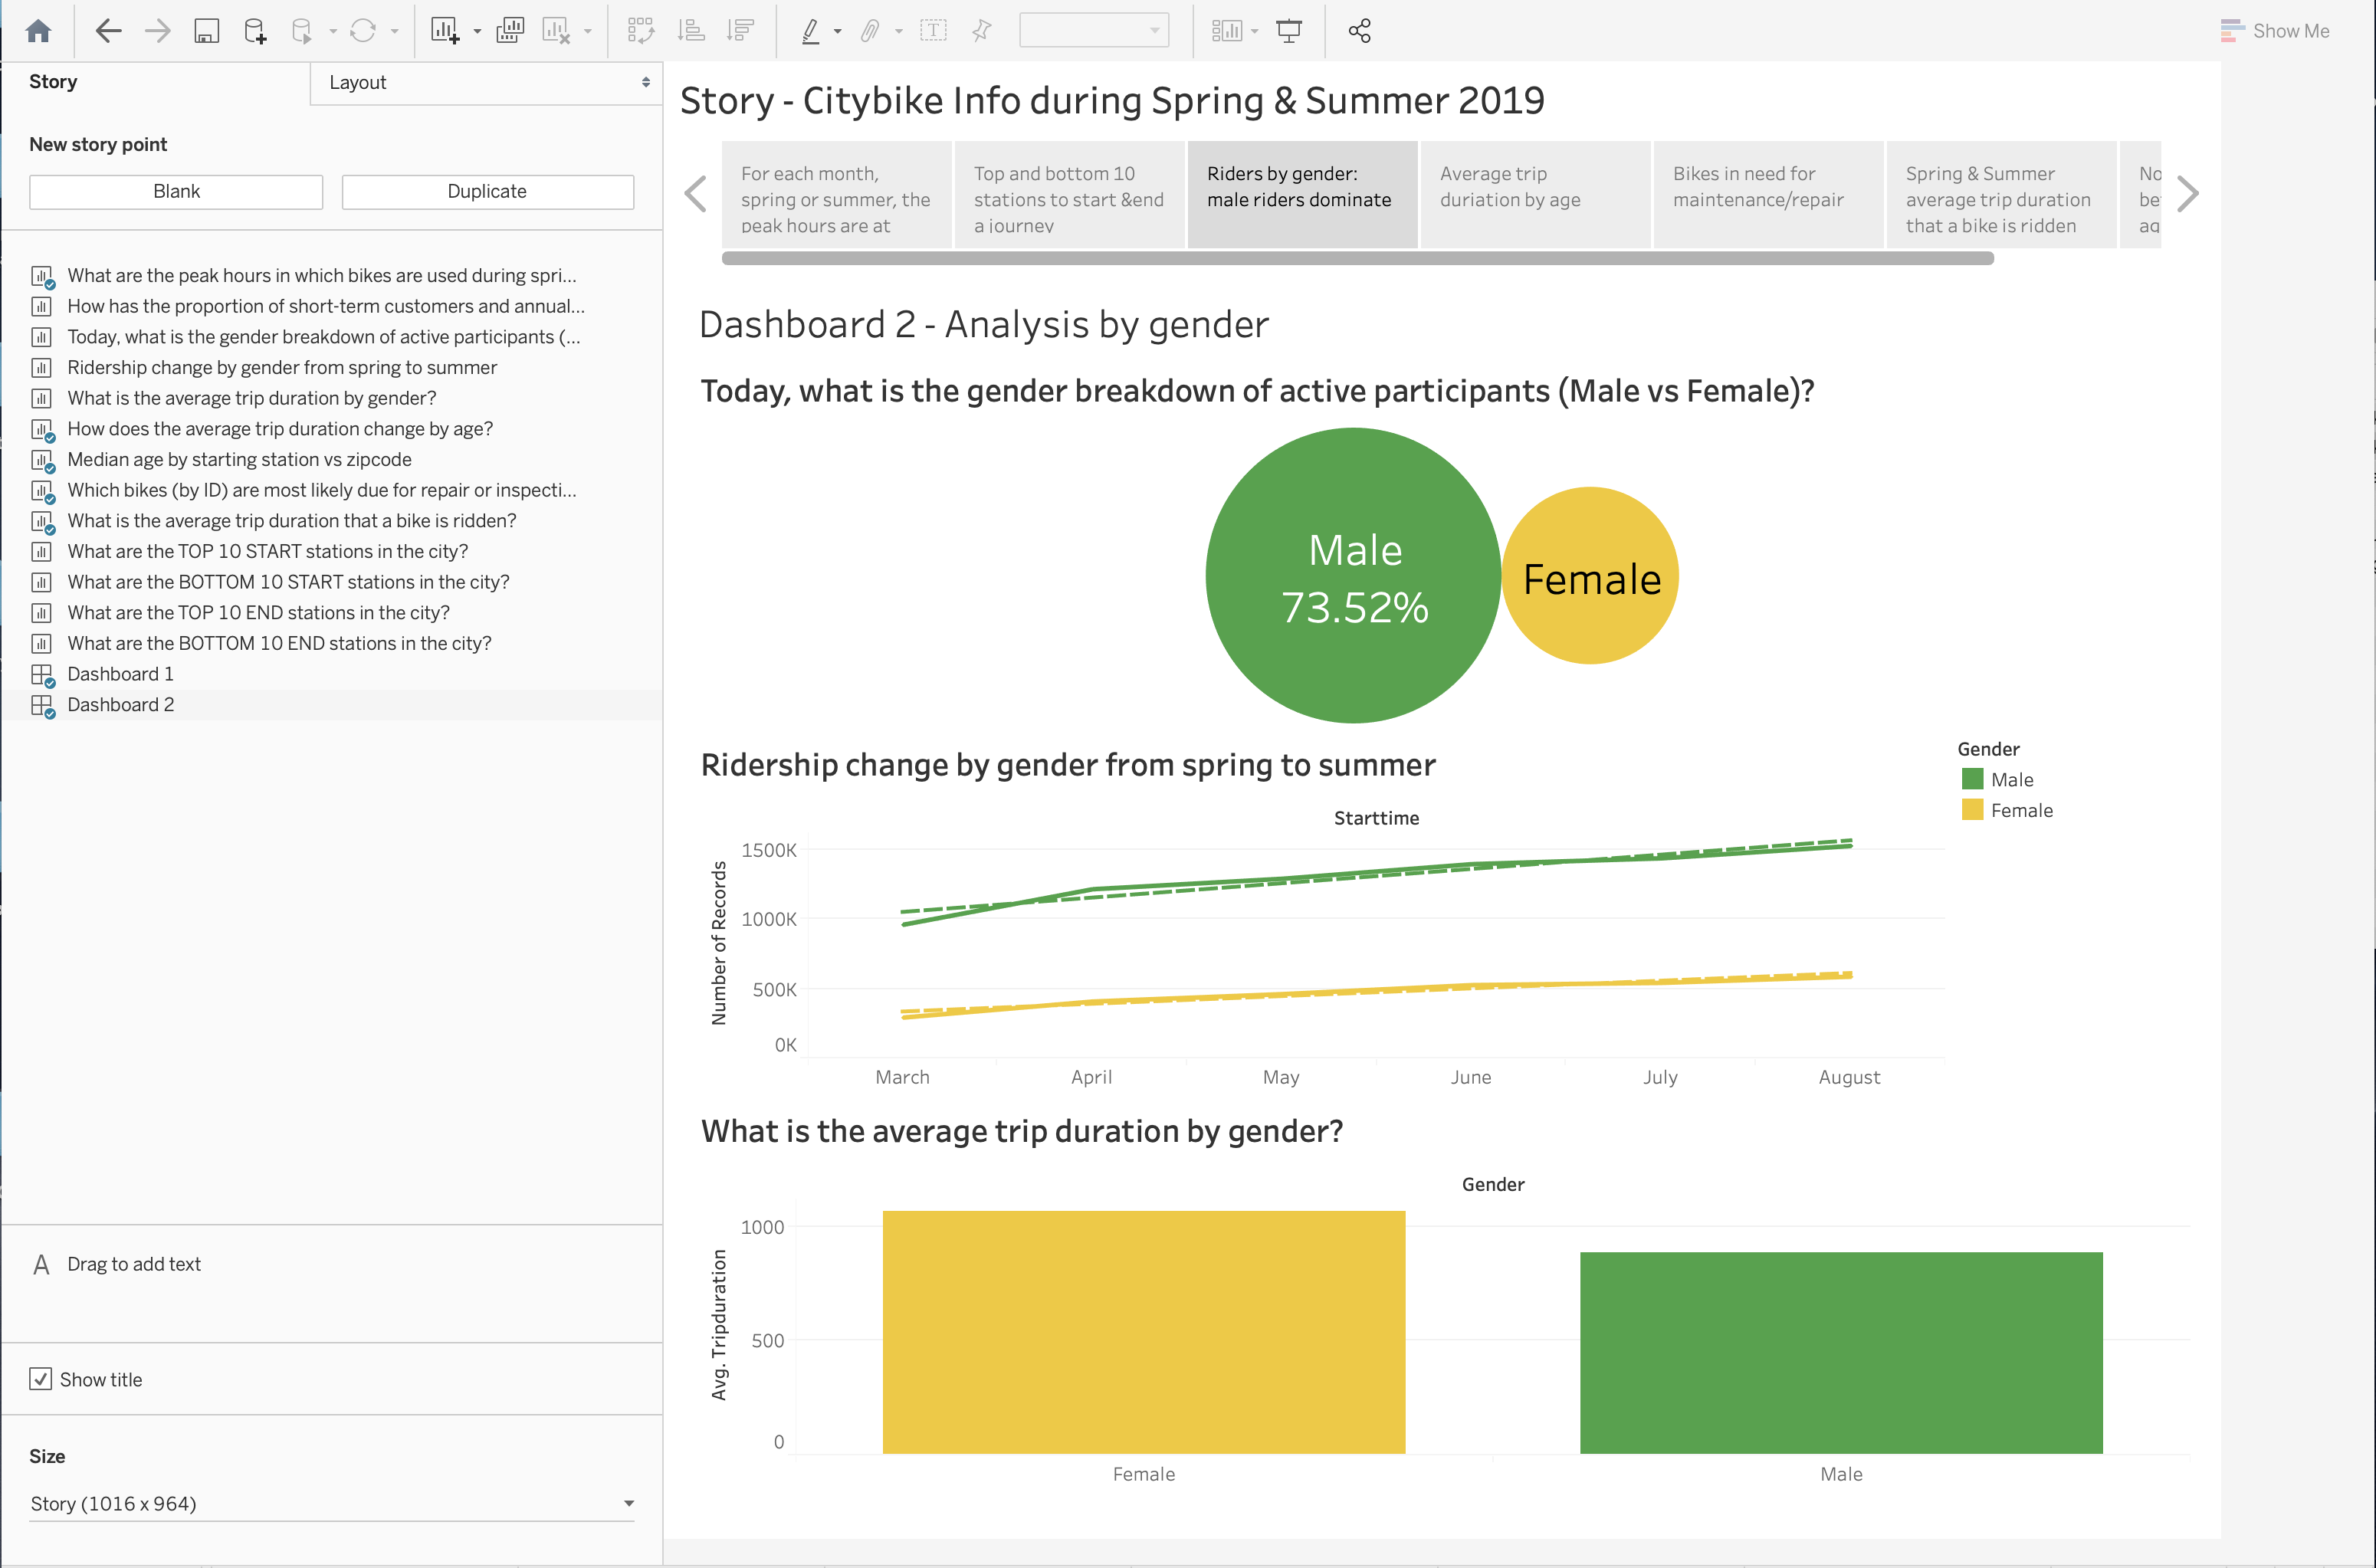 Show Me
Story
Layout
New story point
Blank
Duplicate
What are the peak hours in which bikes are used during spri...
How has the proportion of short-term customers and annual...
Today, what is the gender breakdown of active participants (...
Ridership change by gender from spring to summer
What is the average trip duration by gender?
How does the average trip duration change by age?
Median age by starting station vs zipcode
Which bikes (by ID) are most likely due for repair or inspecti...
What is the average trip duration that a bike is ridden?
What are the TOP 10 START stations in the city?
What are the BOTTOM 10 START stations in the city?
What are the TOP 10 END stations in the city?
What are the BOTTOM 10 END stations in the city?
Dashboard 1
Dashboard 2
A Drag to add text
Show title
Size
Story (1016 x 964)
Story - Citybike Info during Spring & Summer 2019
For each month,
spring or summer, the
peak hours are at
Top and bottom 10
stations to start &end
a journey
Riders by gender:
male riders dominate
Average trip
duriation by age
Bikes in need for
maintenance/repair
Spring & Summer
average trip duration
that a bike is ridden
No
be
ag
Dashboard 2 - Analysis by gender
Today, what is the gender breakdown of active participants (Male vs Female)?
Male
73.52%
Female
Ridership change by gender from spring to summer
Gender
Male
Female
Starttime
Number of Records
1500K
1000K
500K
0K
March
April
May
June
July
August
What is the average trip duration by gender?
Gender
Avg. Tripduration
1000
500
0
Female
Male